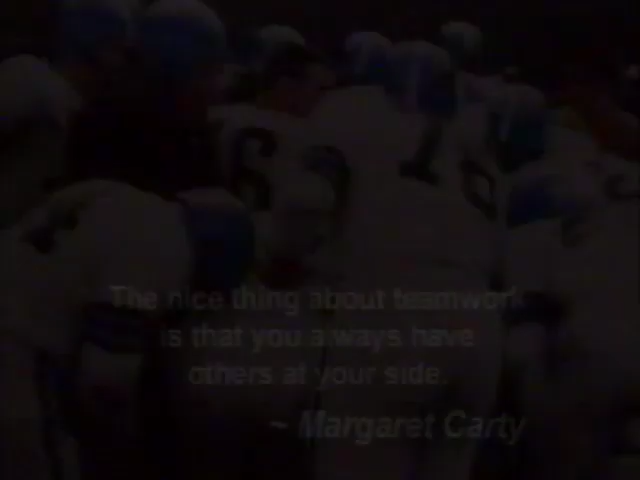 The nice thing about teamwork
is that you always have
others at your side.
~ Margaret Carty